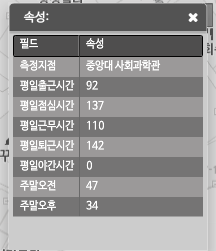 속성:
필드 속성
측정지점 중앙대 사회과학관
평일출근시간 92
평일점심시간 137
평일근무시간 110
평일퇴근시간 142
평일야간시간 0
주말오전 47
주말오후 34